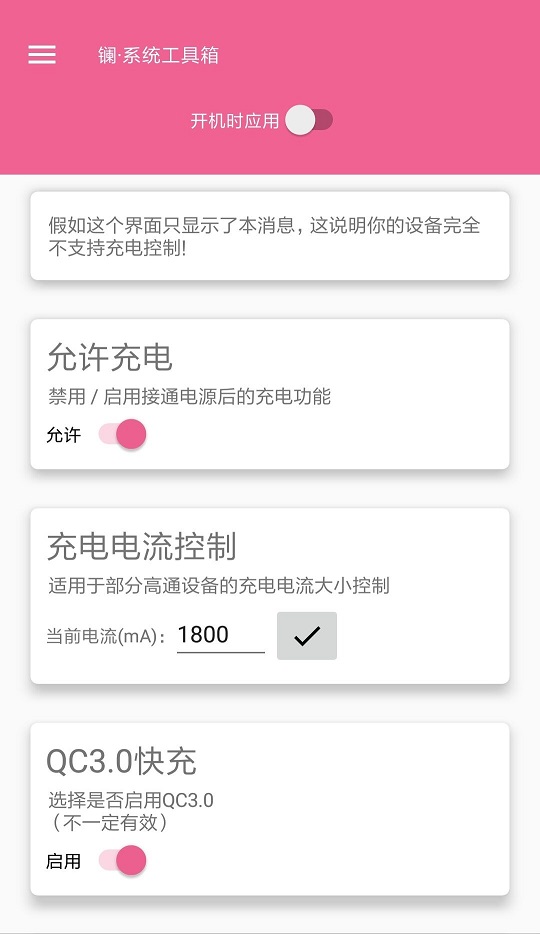 镧·系统工具箱
开机时应用
假如这个界面只显示了本消息，这说明你的设备完全
不支持充电控制!
允许充电
禁用 / 启用接通电源后的充电功能
允许
充电电流控制
适用于部分高通设备的充电电流大小控制
当前电流(mA)： 1800
QC3.0快充
选择是否启用QC3.0
（不一定有效）
启用